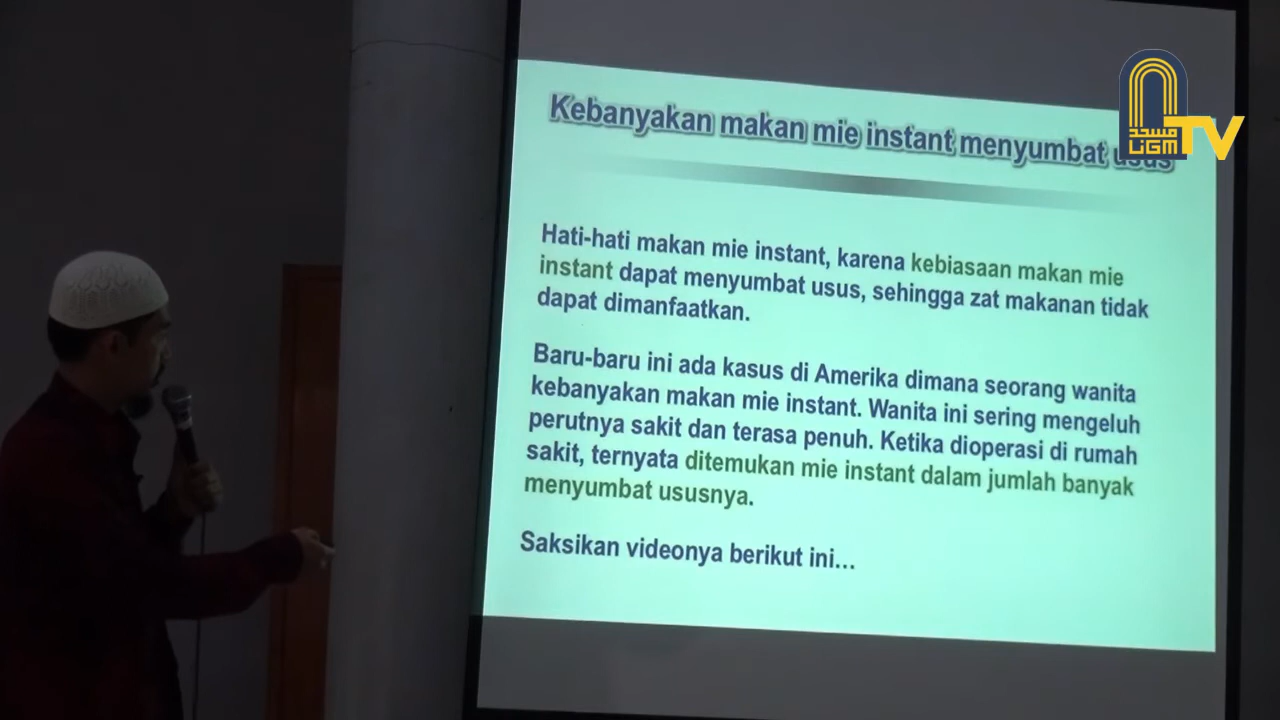 Kebanyakan makan mie instant menyumbat usus
Hati-hati makan mie instant, karena kebiasaan makan mie
instant dapat menyumbat usus, sehingga zat makanan tidak
dapat dimanfaatkan.
Baru-baru ini ada kasus di Amerika dimana seorang wanita
kebanyakan makan mie instant. Wanita ini sering mengeluh
perutnya sakit dan terasa penuh. Ketika dioperasi di rumah
sakit, ternyata ditemukan mie instant dalam jumlah banyak
menyumbat ususnya.
Saksikan videonya berikut ini...
مسجد
UGM
TV